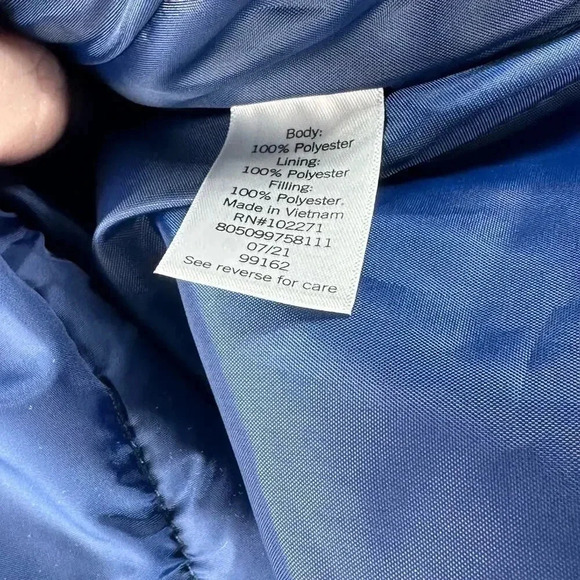 Body:
100% Polyester
Lining:
100% Polyester
Filling:
100% Polyester.
Made in Vietnam
RN#102271
805099758111
07/21
99162
See reverse for care